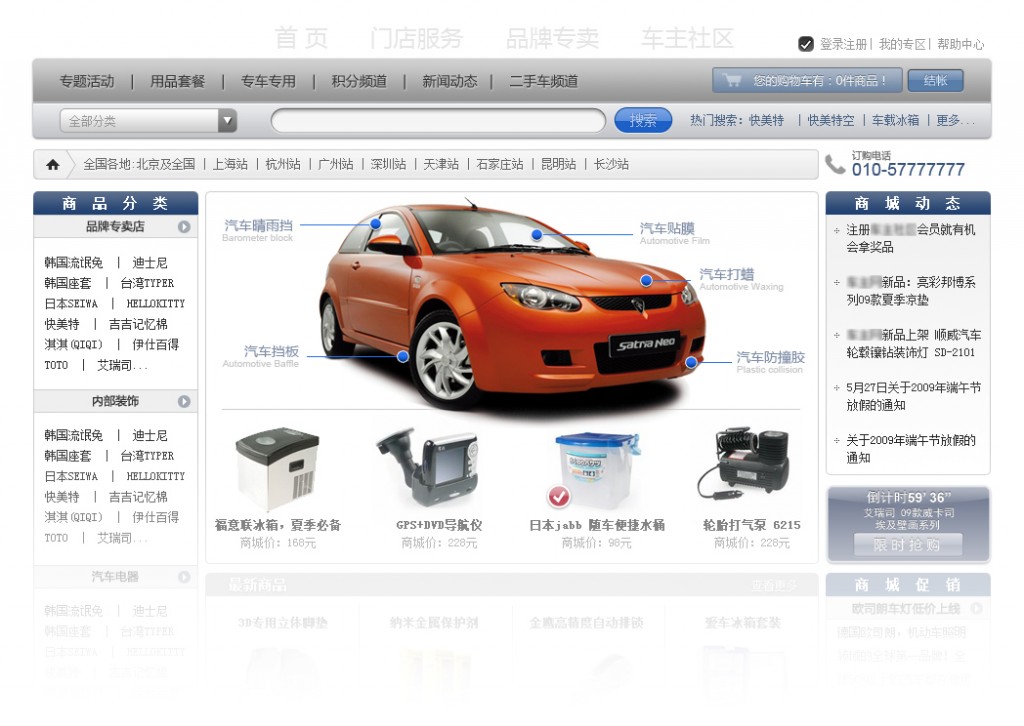 首 页 门店服务 品牌专卖 车主社区
登录注册| 我的专区| 帮助中心
专题活动 | 用品套餐 | 专车专用 | 积分频道 | 新闻动态 | 二手车频道
您的购物车有：0件商品！ 结帐
全部分类 搜索 热门搜索：快美特 | 快美特空 | 车载冰箱 | 更多...
全国各地:北京及全国 | 上海站 | 杭州站 | 广州站 | 深圳站 | 天津站 | 石家庄站 | 昆明站 | 长沙站
订购电话
010-57777777
商 品 分 类
品牌专卖店
韩国流氓兔 | 迪士尼
韩国座套 | 台湾TYPER
日本SEIWA | HELLOKITTY
快美特 | 吉吉记忆棉
淇淇(QIQI) | 伊仕百得
TOTO | 艾瑞司...
内部装饰
韩国流氓兔 | 迪士尼
韩国座套 | 台湾TYPER
日本SEIWA | HELLOKITTY
快美特 | 吉吉记忆棉
淇淇(QIQI) | 伊仕百得
TOTO | 艾瑞司...
汽车电器
韩国流氓兔 | 迪士尼
韩国座套 | 台湾TYPER
日本SEIWA | HELLOKITTY
快美特 | 吉吉记忆棉
汽车晴雨挡
Barometer block
汽车贴膜
Automotive Film
汽车打蜡
Automotive Waxing
汽车挡板
Automotive Baffle
汽车防撞胶
Plastic collision
Satria Neo
福意联冰箱，夏季必备
商城价：168元
GPS+DVD导航仪
商城价：228元
日本jabb 随车便捷水桶
商城价：98元
轮胎打气泵 6215
商城价：228元
最新商品 查看更多
3D专用立体脚垫
纳米金属保护剂
金鹰高精度自动排锁
爱车冰箱套装
商 城 动 态
注册 会员就有机
会拿奖品
新品：亮彩邦博系
列09款夏季凉垫
新品上架 顺威汽车
轮毂镶钻装饰灯 SD-2101
5月27日关于2009年端午节
放假的通知
关于2009年端午节放假的
通知
倒计时59’ 36”
艾瑞司 09款威卡司
埃及壁画系列
限时抢购
商 城 促 销
欧司朗车灯低价上线
德国欧司朗，机动车照明